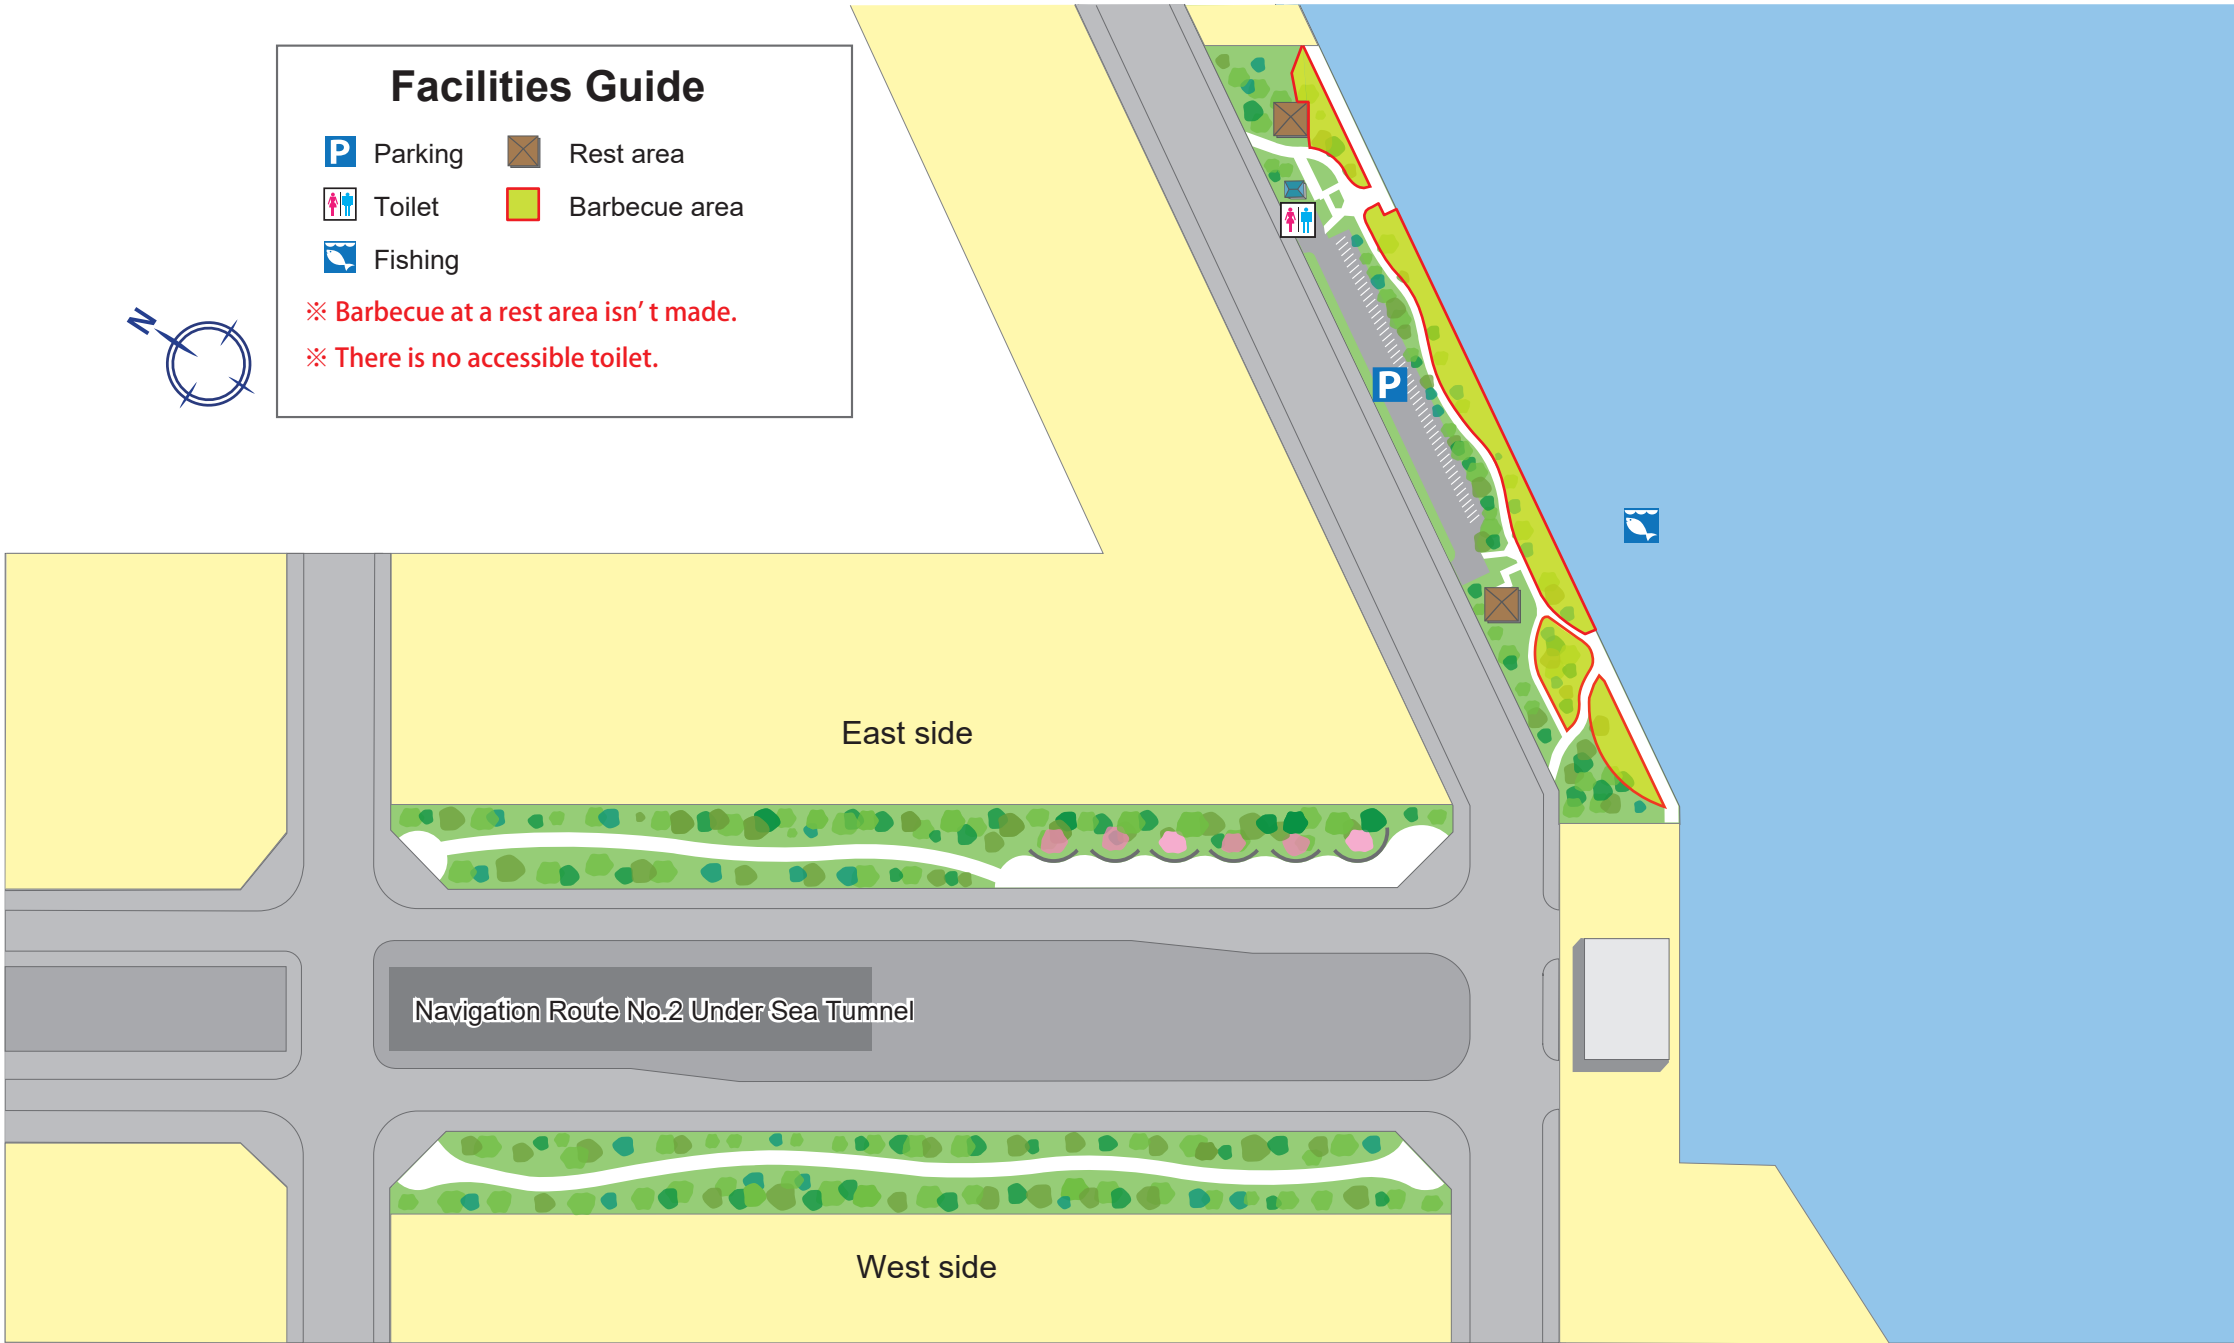 Facilities Guide
P Parking
Rest area
Toilet
Barbecue area
Fishing
※ Barbecue at a rest area isn' t made.
※ There is no accessible toilet.
N
P
East side
Navigation Route No.2 Under Sea Tumnel
West side